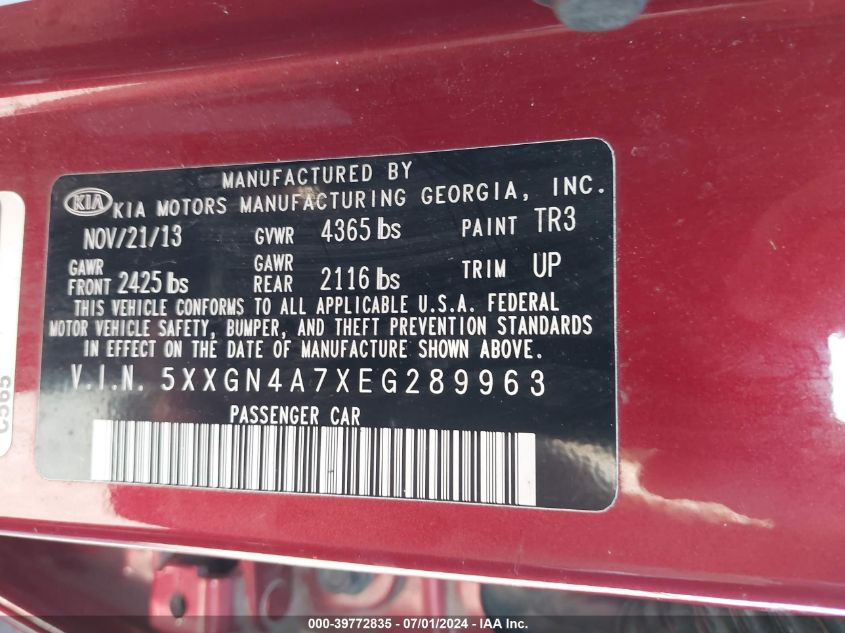 MANUFACTURED BY
KIA KIA MOTORS MANUFACTURING GEORGIA, INC.
NOV/21/13 GVWR 4365 lbs PAINT TR3
GAWR FRONT 2425 lbs GAWR REAR 2116 lbs TRIM UP
THIS VEHICLE CONFORMS TO ALL APPLICABLE U.S.A. FEDERAL
MOTOR VEHICLE SAFETY, BUMPER, AND THEFT PREVENTION STANDARDS
IN EFFECT ON THE DATE OF MANUFACTURE SHOWN ABOVE.
V.I.N. 5XXGN4A7XEG289963
PASSENGER CAR
C565
000-39772835 - 07/01/2024 - IAA Inc.